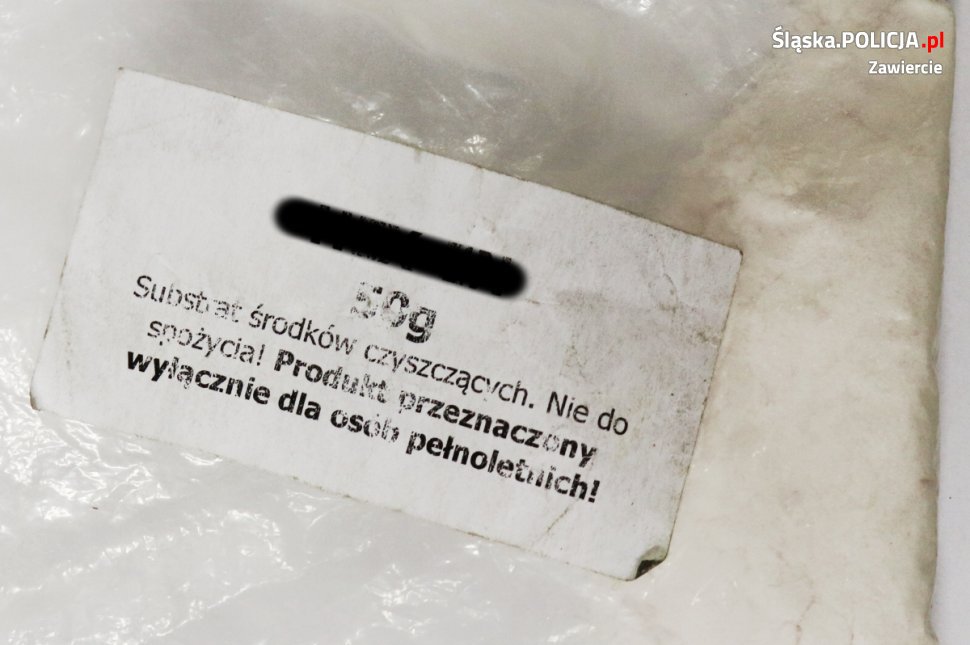 Śląska.POLICJA.pl
Zawiercie
50g
Substrat środków czyszczących. Nie do
spożycia! Produkt przeznaczony
wyłącznie dla osób pełnoletnich!